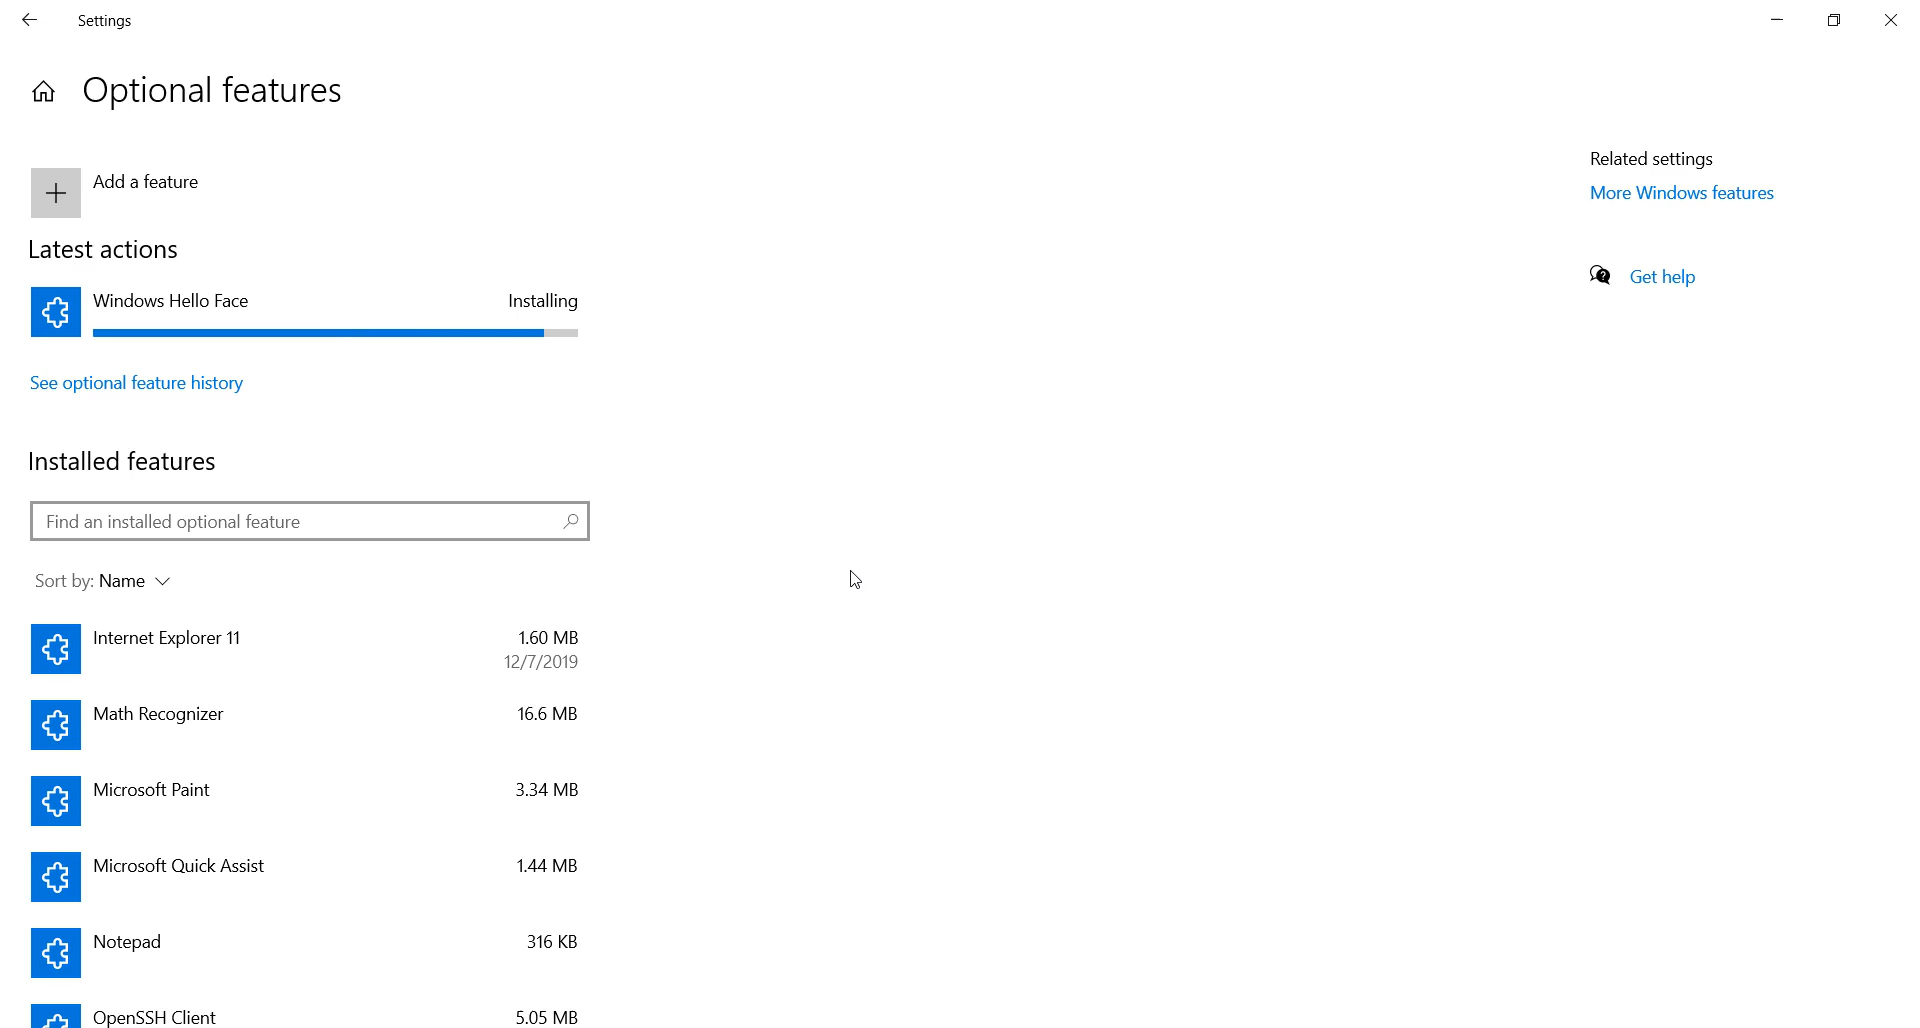 Settings
Optional features
Add a feature
Latest actions
Windows Hello Face Installing
See optional feature history
Installed features
Find an installed optional feature
Sort by: Name
Internet Explorer 11 1.60 MB
12/7/2019
Math Recognizer 16.6 MB
Microsoft Paint 3.34 MB
Microsoft Quick Assist 1.44 MB
Notepad 316 KB
OpenSSH Client 5.05 MB
Related settings
More Windows features
Get help